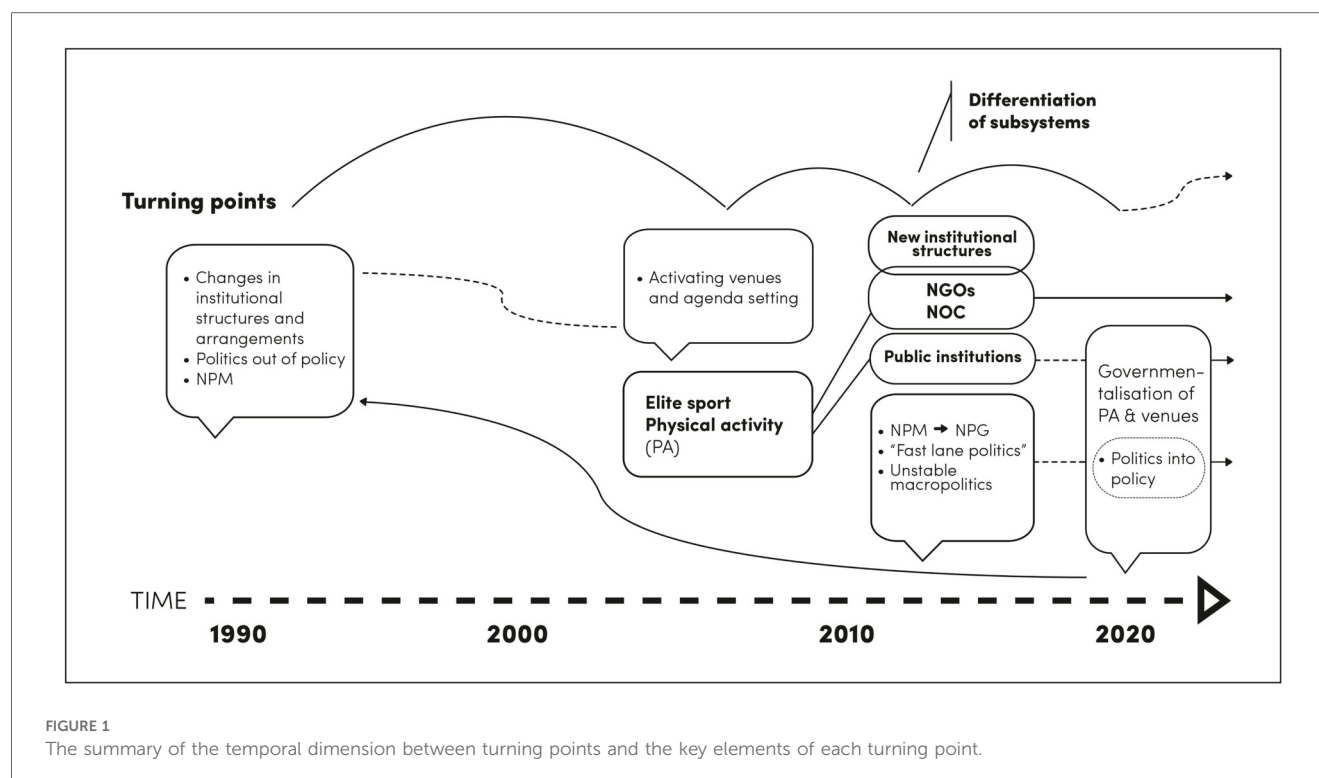 Differentiation
of subsystems
Turning points
• Changes in
institutional
structures and
arrangements
• Politics out of policy
• NPM
• Activating venues
and agenda setting
Elite sport
Physical activity
(PA)
New institutional
structures
NGOs
NOC
Public institutions
• NPM → NPG
• “Fast lane politics”
• Unstable
macropolitics
Governmen-
talisation of
PA & venues
• Politics into
policy
TIME
1990
2000
2010
2020
FIGURE 1
The summary of the temporal dimension between turning points and the key elements of each turning point.